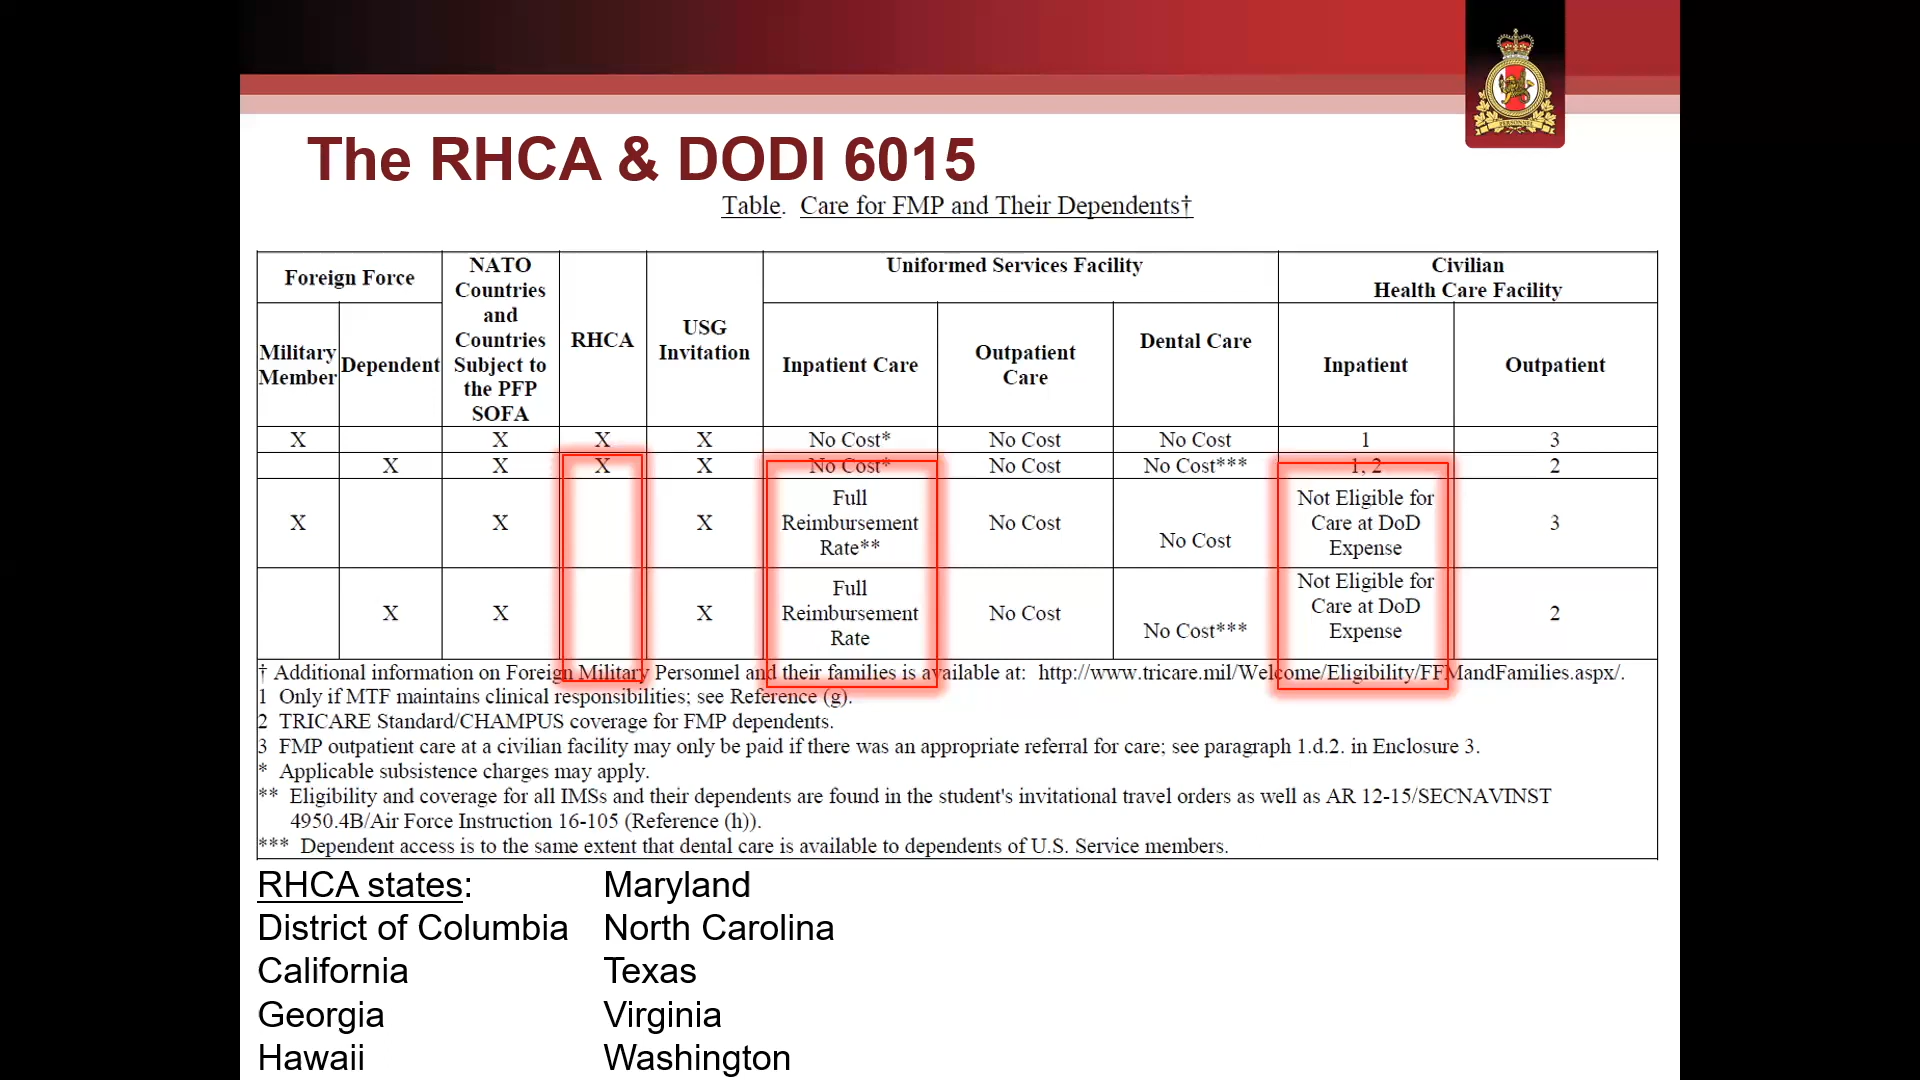 The RHCA & DODI 6015
Table. Care for FMP and Their Dependents†
Foreign Force
NATO Countries and Countries Subject to the PFP SOFA
RHCA
USG Invitation
Uniformed Services Facility
Civilian Health Care Facility
Military Member
Dependent
Inpatient Care
Outpatient Care
Dental Care
Inpatient
Outpatient
X X X X No Cost* No Cost No Cost 1 3
X X X X No Cost* No Cost No Cost*** 1, 2 2
X X X Full Reimbursement Rate** No Cost No Cost Not Eligible for Care at DoD Expense 3
X X X Full Reimbursement Rate No Cost No Cost*** Not Eligible for Care at DoD Expense 2
† Additional information on Foreign Military Personnel and their families is available at: http://www.tricare.mil/Welcome/Eligibility/FFMandFamilies.aspx/.
1 Only if MTF maintains clinical responsibilities; see Reference (g).
2 TRICARE Standard/CHAMPUS coverage for FMP dependents.
3 FMP outpatient care at a civilian facility may only be paid if there was an appropriate referral for care; see paragraph 1.d.2. in Enclosure 3.
* Applicable subsistence charges may apply.
** Eligibility and coverage for all IMSs and their dependents are found in the student's invitational travel orders as well as AR 12-15/SECNAVINST
4950.4B/Air Force Instruction 16-105 (Reference (h)).
*** Dependent access is to the same extent that dental care is available to dependents of U.S. Service members.
RHCA states:
District of Columbia
California
Georgia
Hawaii
Maryland
North Carolina
Texas
Virginia
Washington